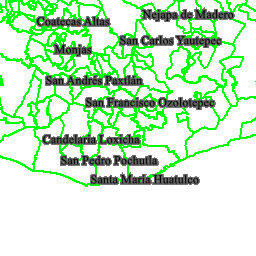 Nejapa de Madero
Coatecas Altas
San Carlos Yautepec
Monjas
San Andrés Paxtlán
San Francisco Ozolotepec
Candelaria Loxicha
San Pedro Pochutla
Santa María Huatulco